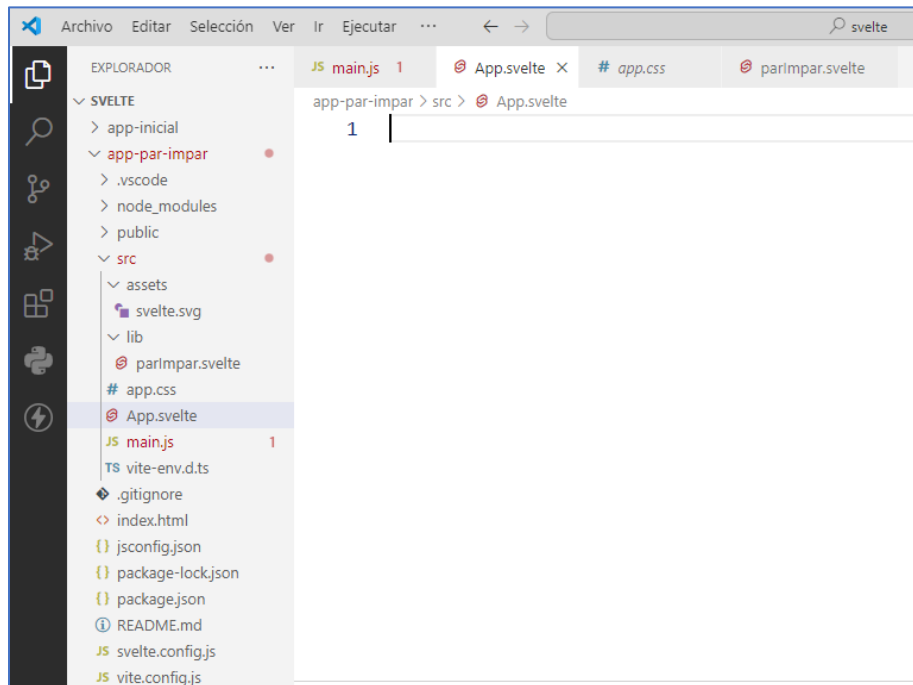 Archivo Editar Selección Ver Ir Ejecutar ··· ← → svelte
EXPLORADOR ···
JS main.js 1 App.svelte × # app.css parImpar.svelte
SVELTE
app-par-impar > src > App.svelte
1
> app-inicial
app-par-impar
> .vscode
> node_modules
> public
src
assets
svelte.svg
lib
parImpar.svelte
# app.css
App.svelte
JS main.js 1
TS vite-env.d.ts
.gitignore
<> index.html
{} jsconfig.json
{} package-lock.json
{} package.json
README.md
JS svelte.config.js
JS vite.config.js